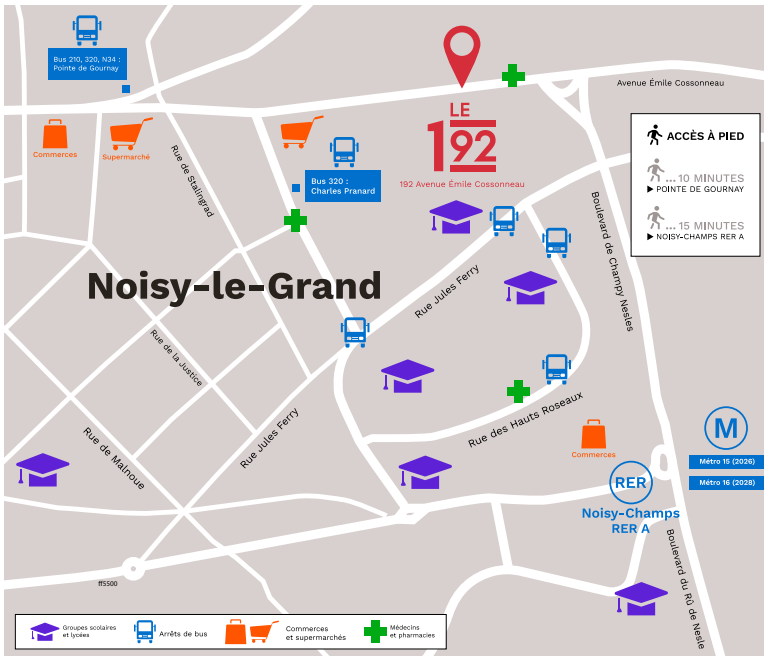 Bus 210, 320, N34 :
Pointe de Gournay
Avenue Émile Cossonneau
LE
192
192 Avenue Émile Cossonneau
Commerces
Supermarché
Rue de Stalingrad
Bus 320 :
Charles Pranard
ACCÈS À PIED
... 10 MINUTES
POINTE DE GOURNAY
... 15 MINUTES
NOISY-CHAMPS RER A
Boulevard de Champy Nesles
Noisy-le-Grand
Rue Jules Ferry
Rue de la Justice
Rue Jules Ferry
Rue de Malnoue
Rue des Hauts Roseaux
Commerces
M
Métro 15 (2026)
Métro 16 (2028)
RER
Noisy-Champs
RER A
Boulevard du Rû de Nesle
ff5500
Groupes scolaires
et lycées
Arrêts de bus
Commerces
et supermarchés
Médecins
et pharmacies